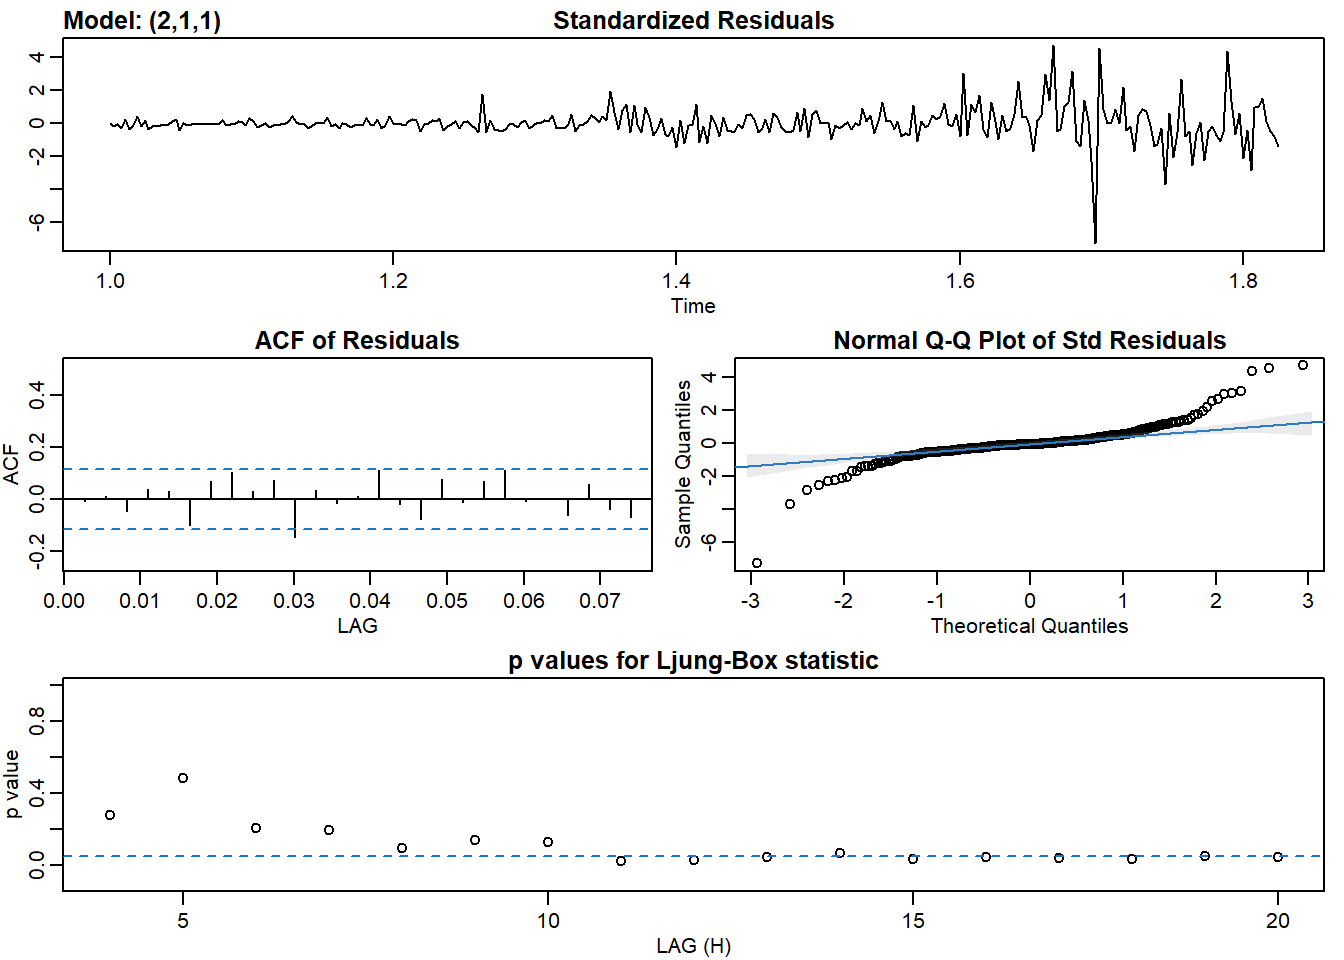 Model: (2,1,1) Standardized Residuals
4
2
0
-2
-6
1.0 1.2 1.4 1.6 1.8
Time
ACF of Residuals
ACF
0.4
0.2
0.0
-0.2
0.00 0.01 0.02 0.03 0.04 0.05 0.06 0.07
LAG
Normal Q-Q Plot of Std Residuals
Sample Quantiles
4
2
0
-2
-6
-3 -2 -1 0 1 2 3
Theoretical Quantiles
p values for Ljung-Box statistic
p value
0.8
0.4
0.0
5 10 15 20
LAG (H)